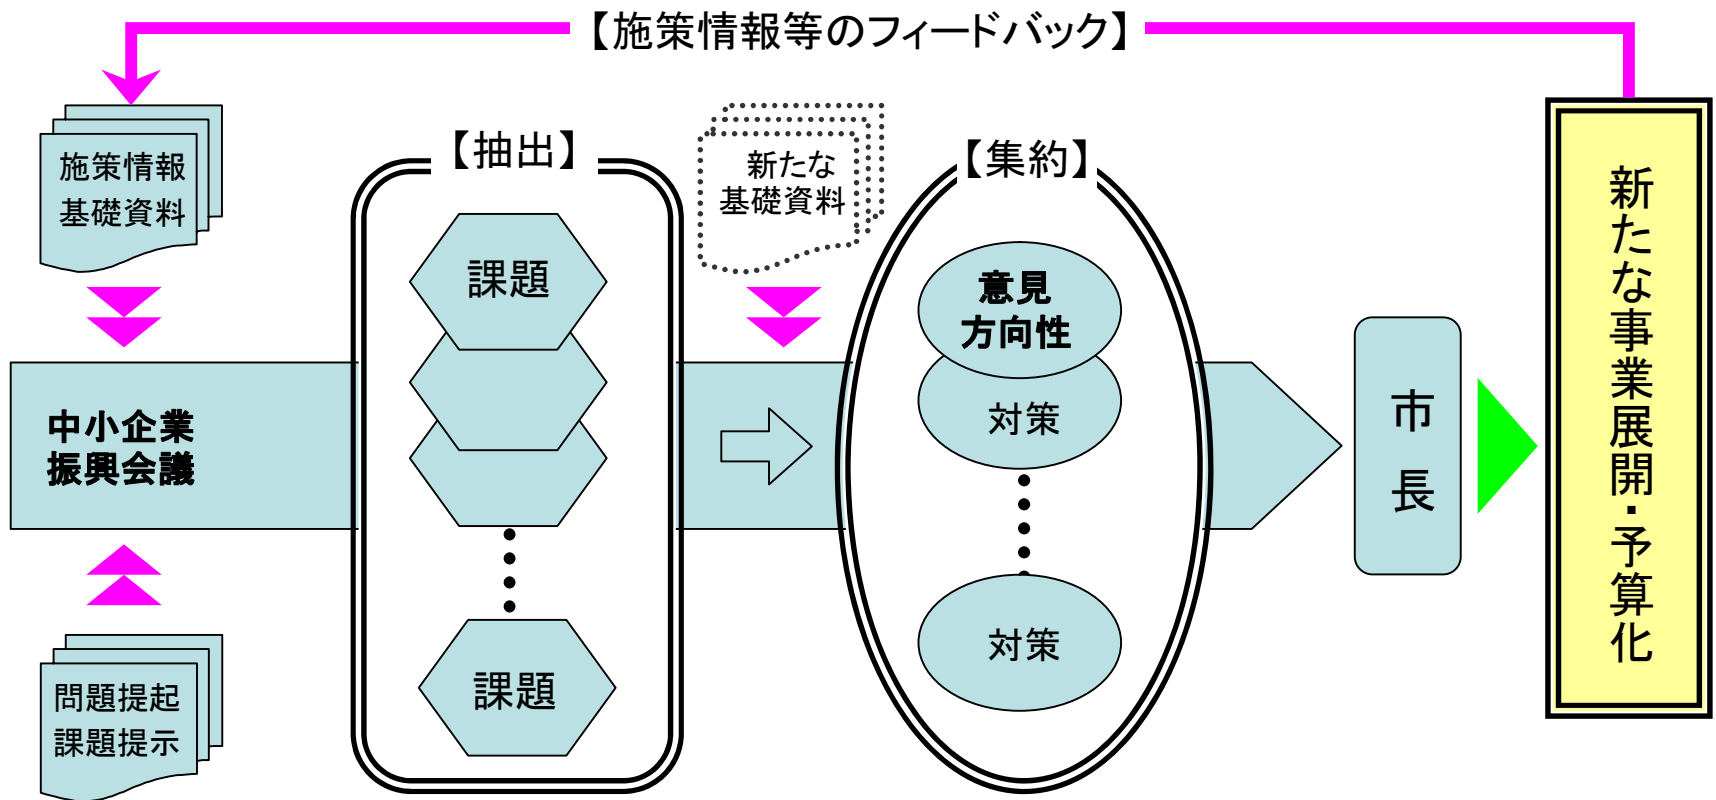 【施策情報等のフィードバック】
施策情報
基礎資料
中小企業
振興会議
問題提起
課題提示
【抽出】
課題
課題
新たな
基礎資料
【集約】
意見
方向性
対策
対策
市長
新たな事業展開・予算化